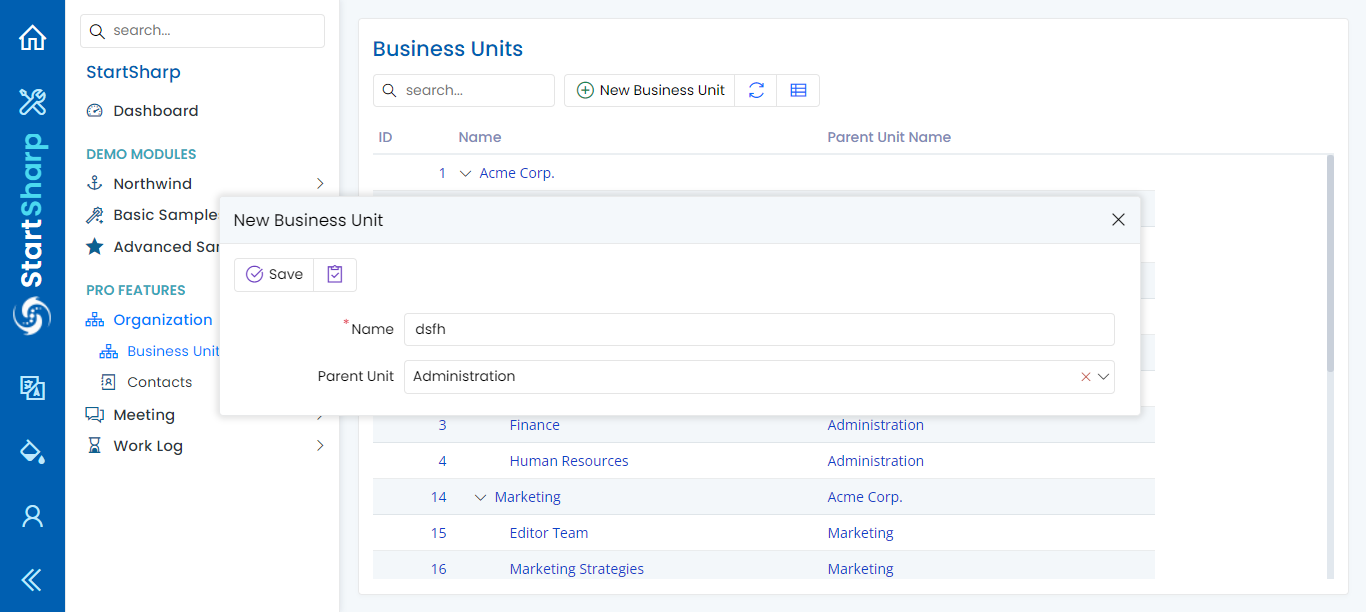 StartSharp
search...
StartSharp
Dashboard
DEMO MODULES
Northwind
Basic Sample
Advanced Sa
PRO FEATURES
Organization
Business Unit
Contacts
Meeting
Work Log
Business Units
search...
New Business Unit
ID Name Parent Unit Name
1 Acme Corp.
New Business Unit
Save
*Name dsfh
Parent Unit Administration
3 Finance Administration
4 Human Resources Administration
14 Marketing Acme Corp.
15 Editor Team Marketing
16 Marketing Strategies Marketing